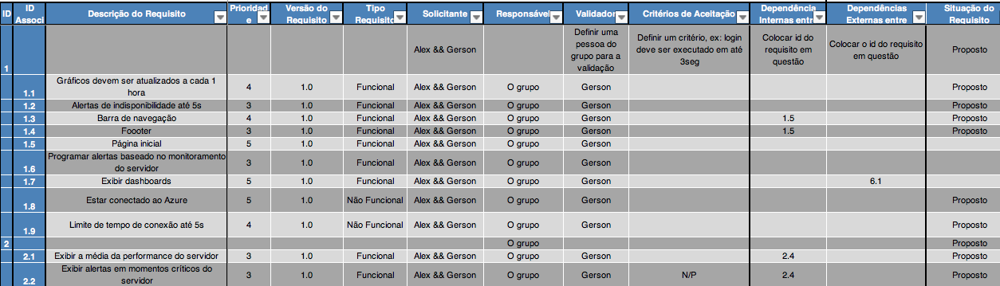 ID ID Associ Descrição do Requisito Prioridad e Versão do Requisito Tipo Requisito Solicitante Responsável Validador Critérios de Aceitação Dependência Internas entre Dependências Externas entre Situação do Requisito
1 Alex && Gerson Definir uma pessoa do grupo para a validação Definir um critério, ex: login deve ser executado em até 3seg Colocar id do requisito em questão Colocar o id do requisito em questão Proposto
1.1 Gráficos devem ser atualizados a cada 1 hora 4 1.0 Funcional Alex && Gerson O grupo Gerson Proposto
1.2 Alertas de indisponibilidade até 5s 3 1.0 Funcional Alex && Gerson O grupo Gerson Proposto
1.3 Barra de navegação 4 1.0 Funcional Alex && Gerson O grupo Gerson 1.5 Proposto
1.4 Foooter 3 1.0 Funcional Alex && Gerson O grupo Gerson 1.5 Proposto
1.5 Página inicial 5 1.0 Funcional Alex && Gerson O grupo Gerson
1.6 Programar alertas baseado no monitoramento do servidor 3 1.0 Funcional Alex && Gerson O grupo Gerson
1.7 Exibir dashboards 5 1.0 Funcional Alex && Gerson O grupo Gerson 6.1
1.8 Estar conectado ao Azure 5 1.0 Não Funcional Alex && Gerson O grupo Gerson Proposto
1.9 Limite de tempo de conexão até 5s 4 1.0 Não Funcional Alex && Gerson O grupo Gerson Proposto
2 O grupo Proposto
2.1 Exibir a média da performance do servidor 3 1.0 Funcional Alex && Gerson O grupo Gerson 2.4 Proposto
2.2 Exibir alertas em momentos críticos do servidor 3 1.0 Funcional Alex && Gerson O grupo Gerson N/P 2.4 Proposto